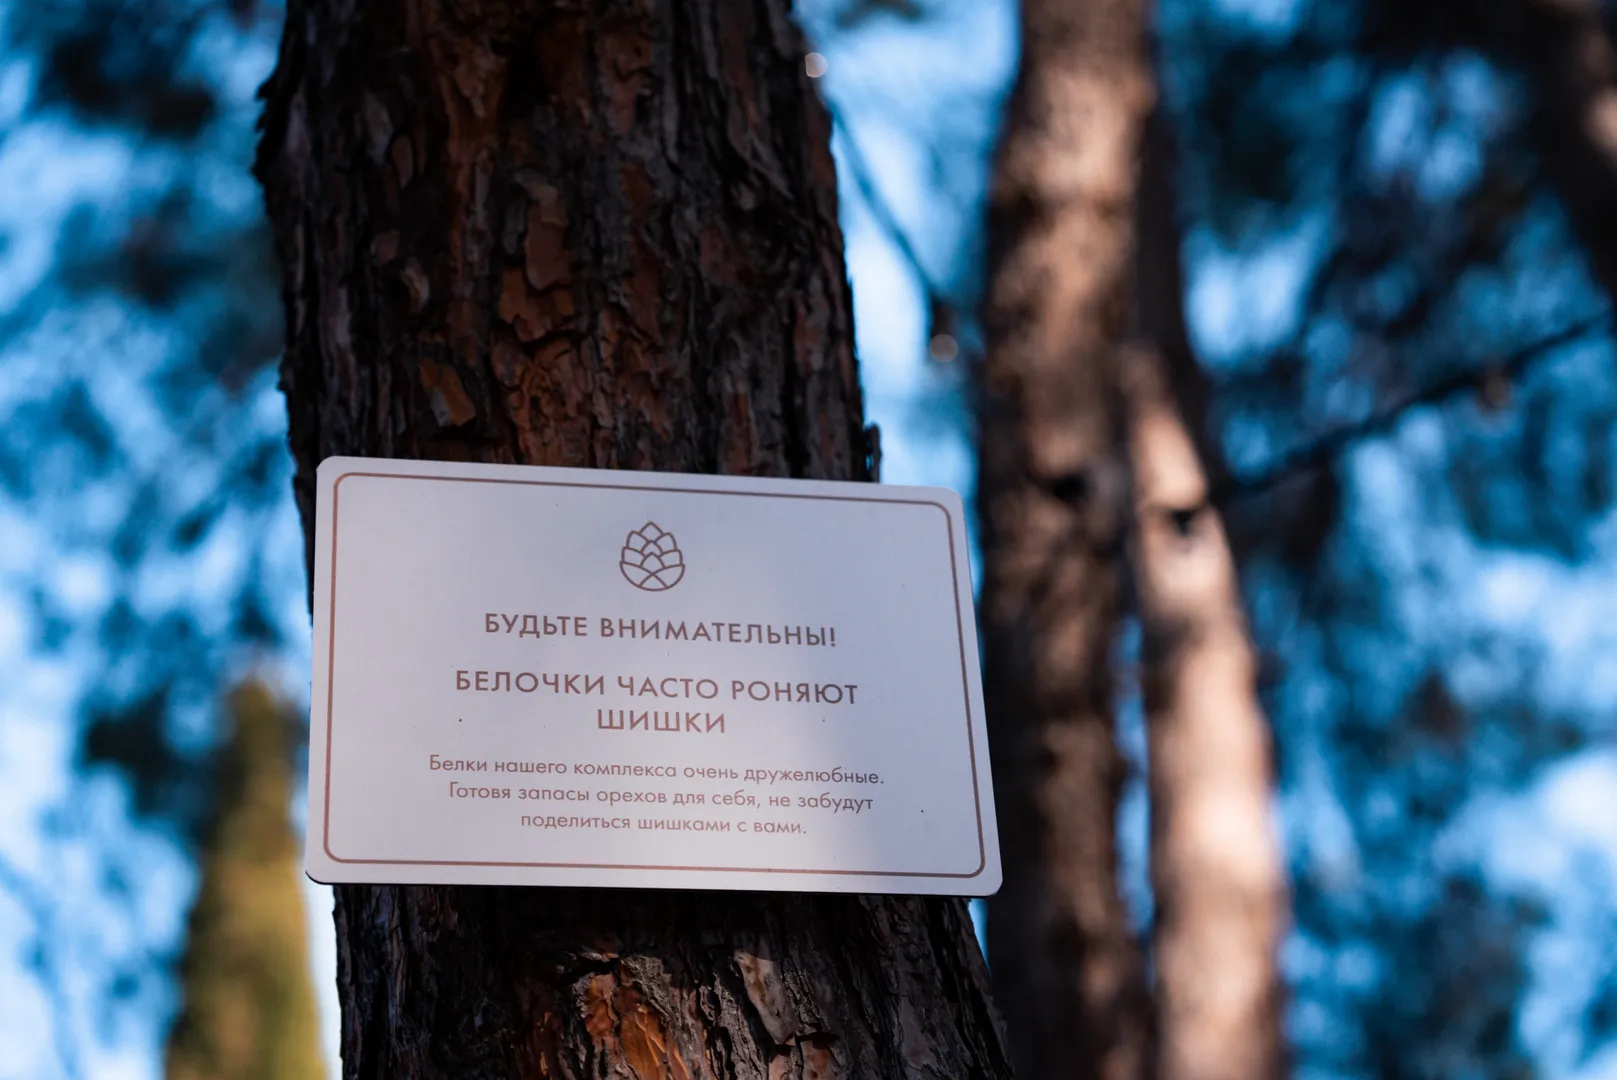 БУДЬТЕ ВНИМАТЕЛЬНЫ!
БЕЛОЧКИ ЧАСТО РОНЯЮТ
ШИШКИ
Белки нашего комплекса очень дружелюбные.
Готовя запасы орехов для себя, не забудут
поделиться шишками с вами.